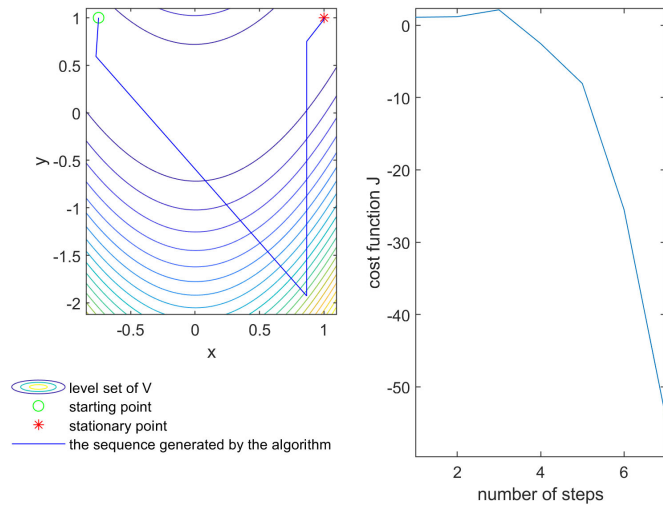 1
0.5
0
-0.5
-1
-1.5
-2
y
-0.5
0
0.5
1
x
level set of V
starting point
stationary point
the sequence generated by the algorithm
0
-10
-20
-30
-40
-50
cost function J
2
4
6
number of steps